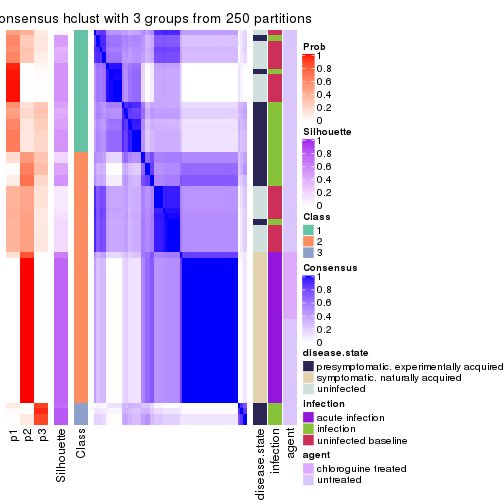 onsensus hclust with 3 groups from 250 partitions
Prob
1
0.8
0.6
0.4
0.2
0
Silhouette
1
0.8
0.6
0.4
0.2
0
Class
1
2
3
Consensus
1
0.8
0.6
0.4
0.2
0
disease.state
presymptomatic. experimentally acquired
symptomatic. naturally acquired
uninfected
infection
acute infection
infection
uninfected baseline
agent
chloroguine treated
untreated
p1
p2
p3
Silhouette
Class
disease.state
infection
agent